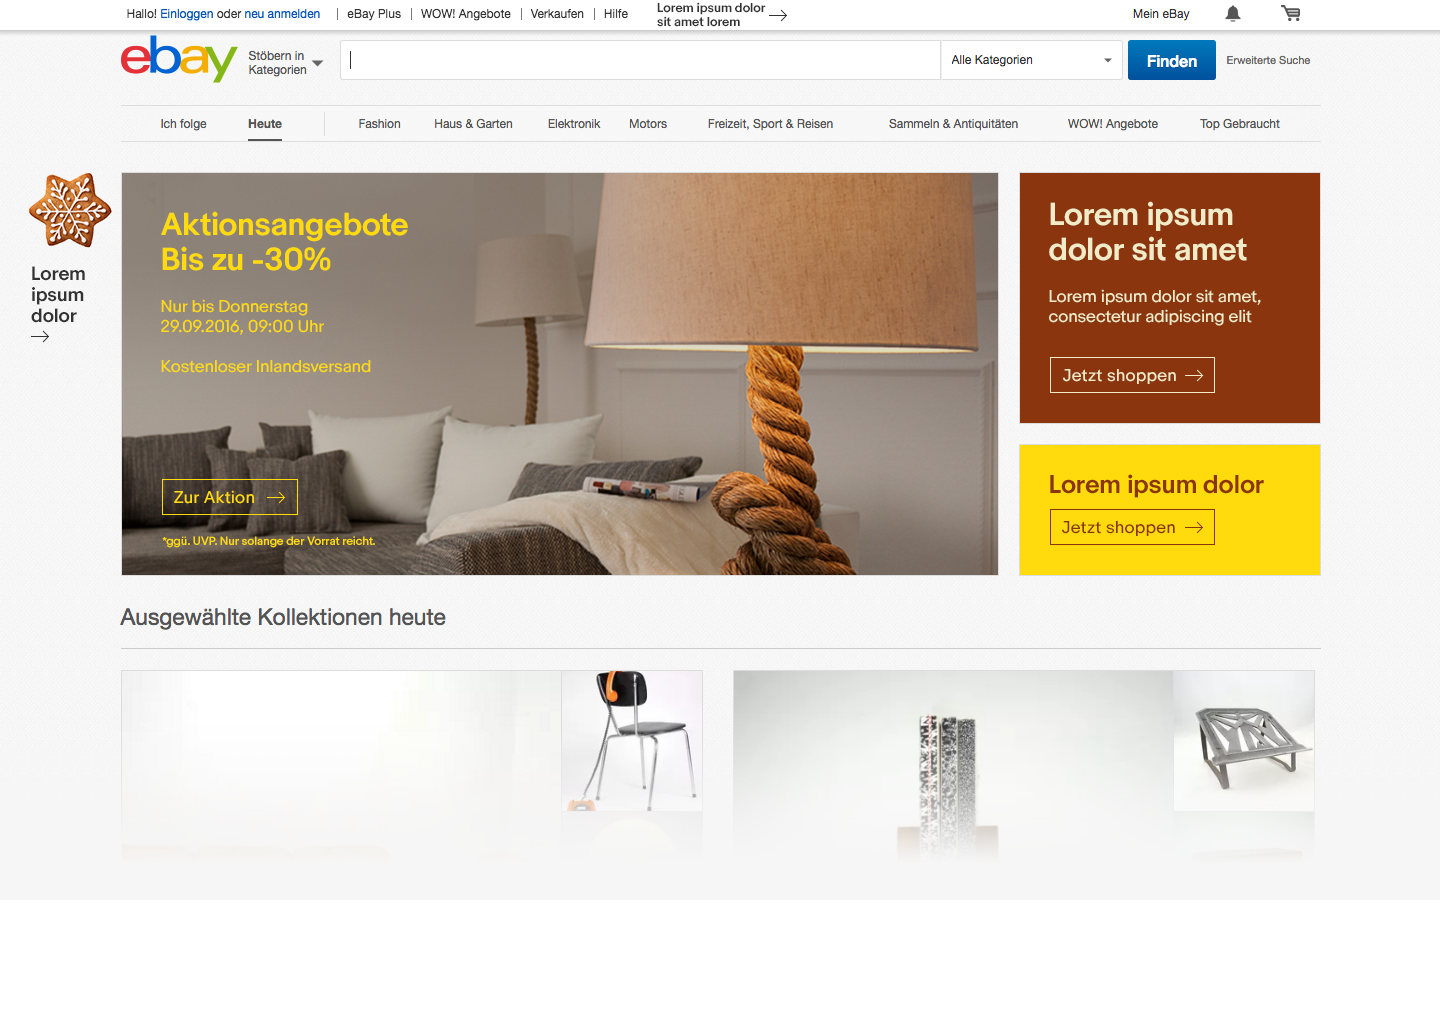 Hallo! Einloggen oder neu anmelden | eBay Plus | WOW! Angebote | Verkaufen | Hilfe
Lorem ipsum dolor
sit amet lorem
Mein eBay
ebay
Stöbern in
Kategorien
Alle Kategorien
Finden
Erweiterte Suche
Ich folge
Heute
Fashion
Haus & Garten
Elektronik
Motors
Freizeit, Sport & Reisen
Sammeln & Antiquitäten
WOW! Angebote
Top Gebraucht
Lorem
ipsum
dolor
Aktionsangebote
Bis zu -30%
Nur bis Donnerstag
29.09.2016, 09:00 Uhr
Kostenloser Inlandsversand
Zur Aktion
*ggü. UVP. Nur solange der Vorrat reicht.
Lorem ipsum
dolor sit amet
Lorem ipsum dolor sit amet,
consectetur adipiscing elit
Jetzt shoppen
Lorem ipsum dolor
Jetzt shoppen
Ausgewählte Kollektionen heute